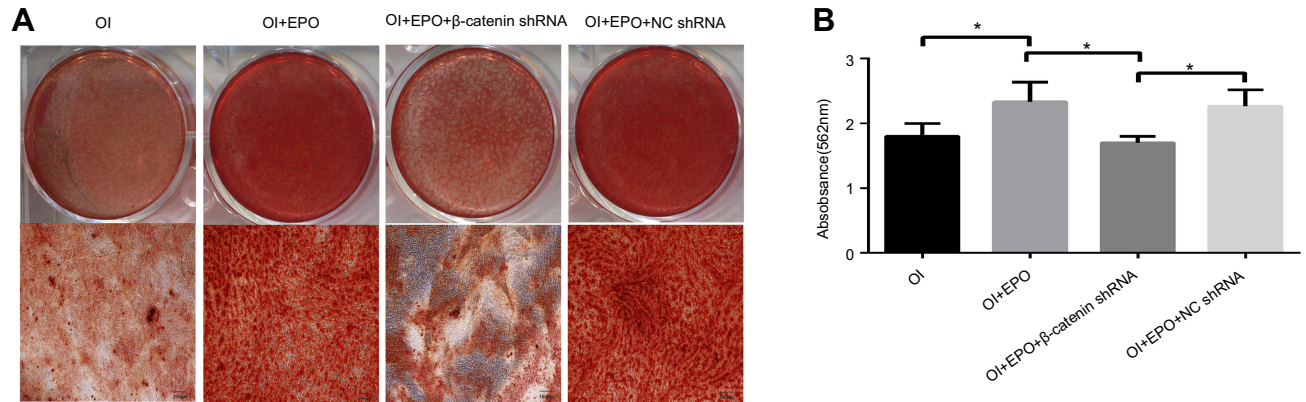 A
OI
OI+EPO
OI+EPO+β-catenin shRNA
OI+EPO+NC shRNA
B
*
*
*
Absobsance(562nm)
3
2
1
0
OI
OI+EPO
OI+EPO+β-catenin shRNA
OI+EPO+NC shRNA